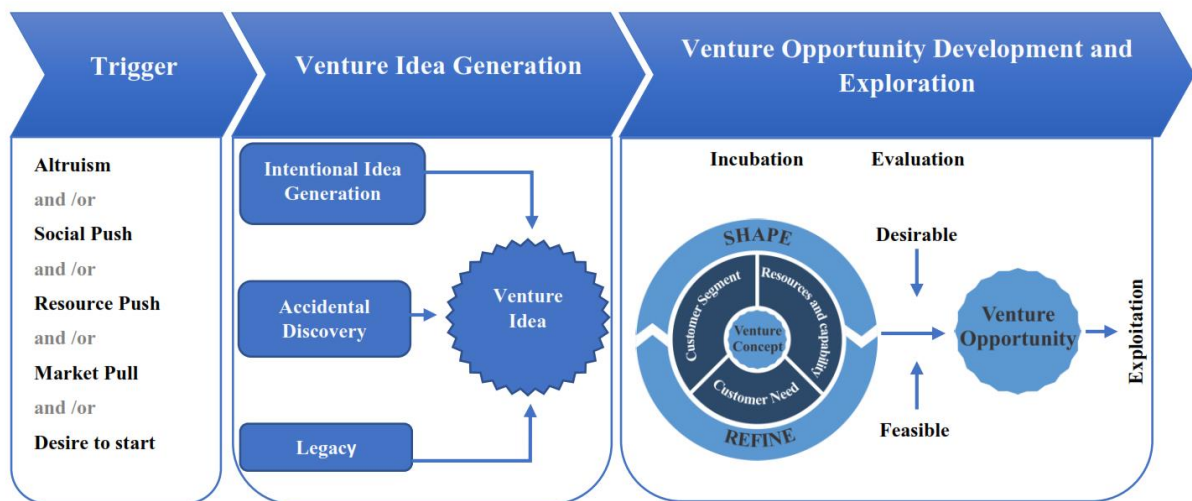 Trigger
Venture Idea Generation
Venture Opportunity Development and
Exploration
Altruism
and /or
Social Push
and /or
Resource Push
and /or
Market Pull
and /or
Desire to start
Intentional Idea
Generation
Accidental
Discovery
Legacy
Venture
Idea
Incubation
Evaluation
SHAPE
Customer Segment
Resources and capability
Venture
Concept
Customer Need
REFINE
Desirable
Feasible
Venture
Opportunity
Exploitation